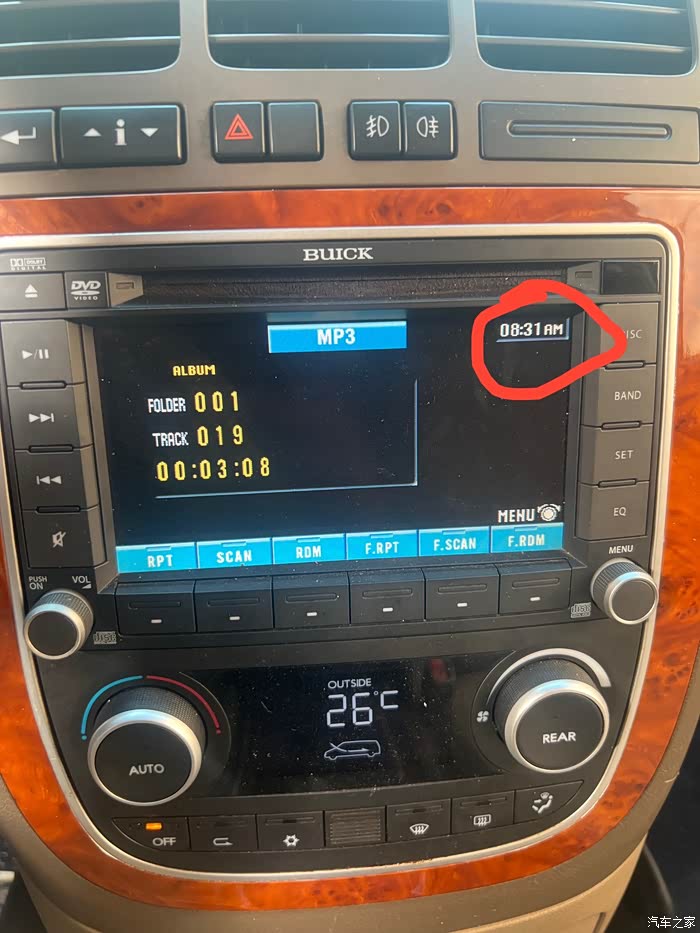 i
BUICK
DOLBY
DIGITAL
DVD
VIDEO
MP3
08:31 AM
DISC
ALBUM
FOLDER 001
BAND
TRACK 019
SET
00:03:08
MENU
EQ
RPT SCAN RDM F.RPT F.SCAN F.RDM
MENU
PUSH
ON
VOL
OUTSIDE
26°C
AUTO
REAR
OFF
汽车之家